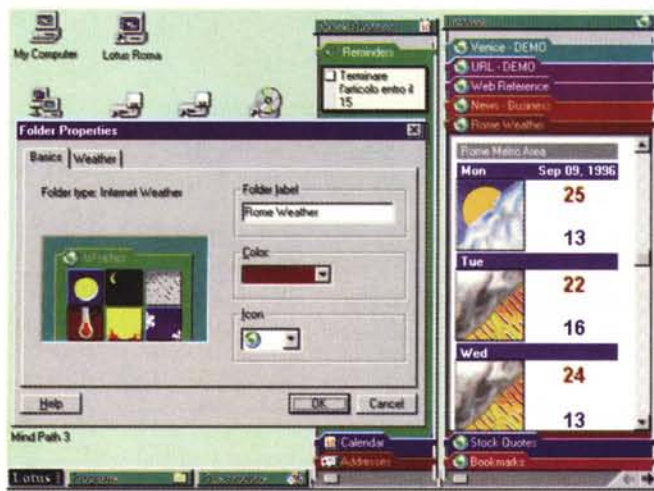 My Computer
Lotus Roma
Reminders
Terminare
l'articolo entro il
15
Folder Properties
Basics
Weather
Folder type: Internet Weather
Weather
Folder label
Rome Weather
Color
Icon
Help
OK
Cancel
Mind Path 3
Calendar
Addresses
Lotus
Venice - DEMO
URL - DEMO
Web Reference
News - Business
Rome Weather
Rome Metro Area
Mon Sep 09, 1996
25
13
Tue
22
16
Wed
24
13
Stock Quotes
Bookmarks